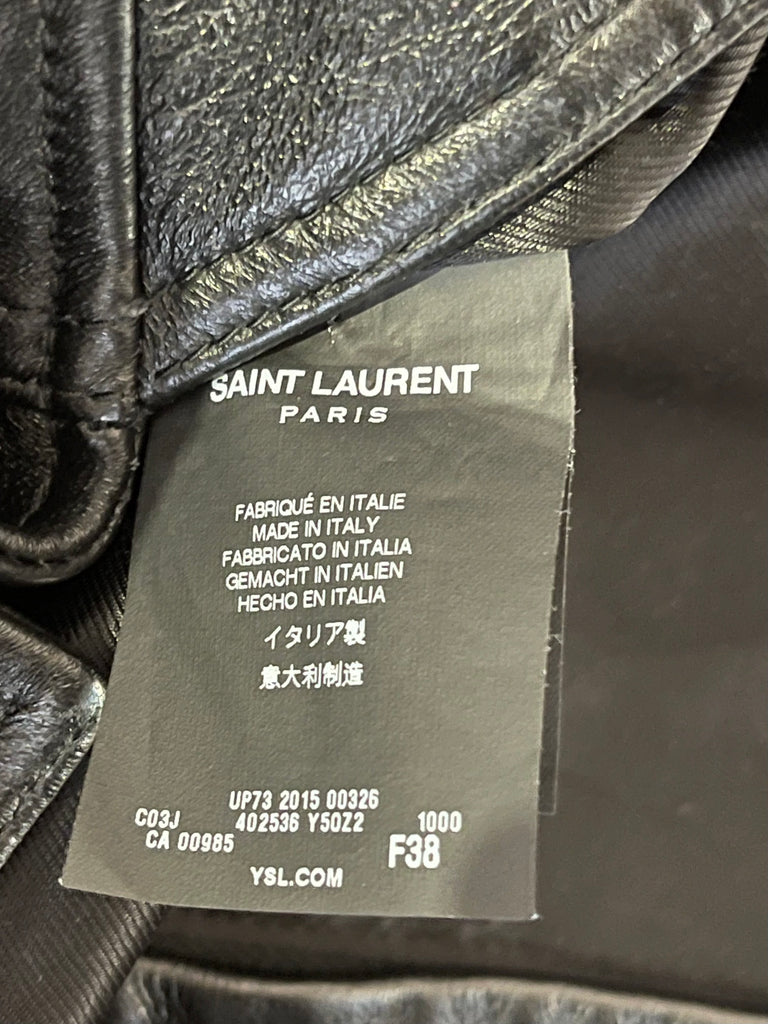 SAINT LAURENT
PARIS
FABRIQUÉ EN ITALIE
MADE IN ITALY
FABBRICATO IN ITALIA
GEMACHT IN ITALIEN
HECHO EN ITALIA
イタリア製
意大利制造
UP73 2015 00326
C03J 402536 Y50Z2 1000
CA 00985 F38
YSL.COM